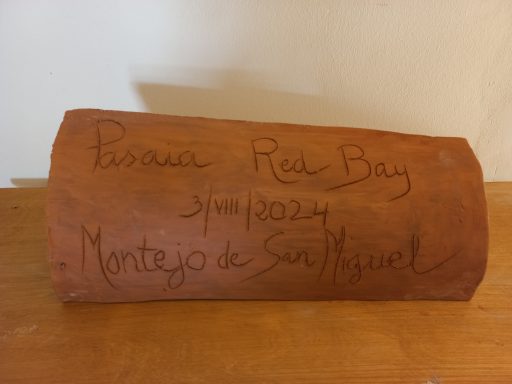 Pasaia Red Bay
3/VIII/2024
Montejo de San Miguel